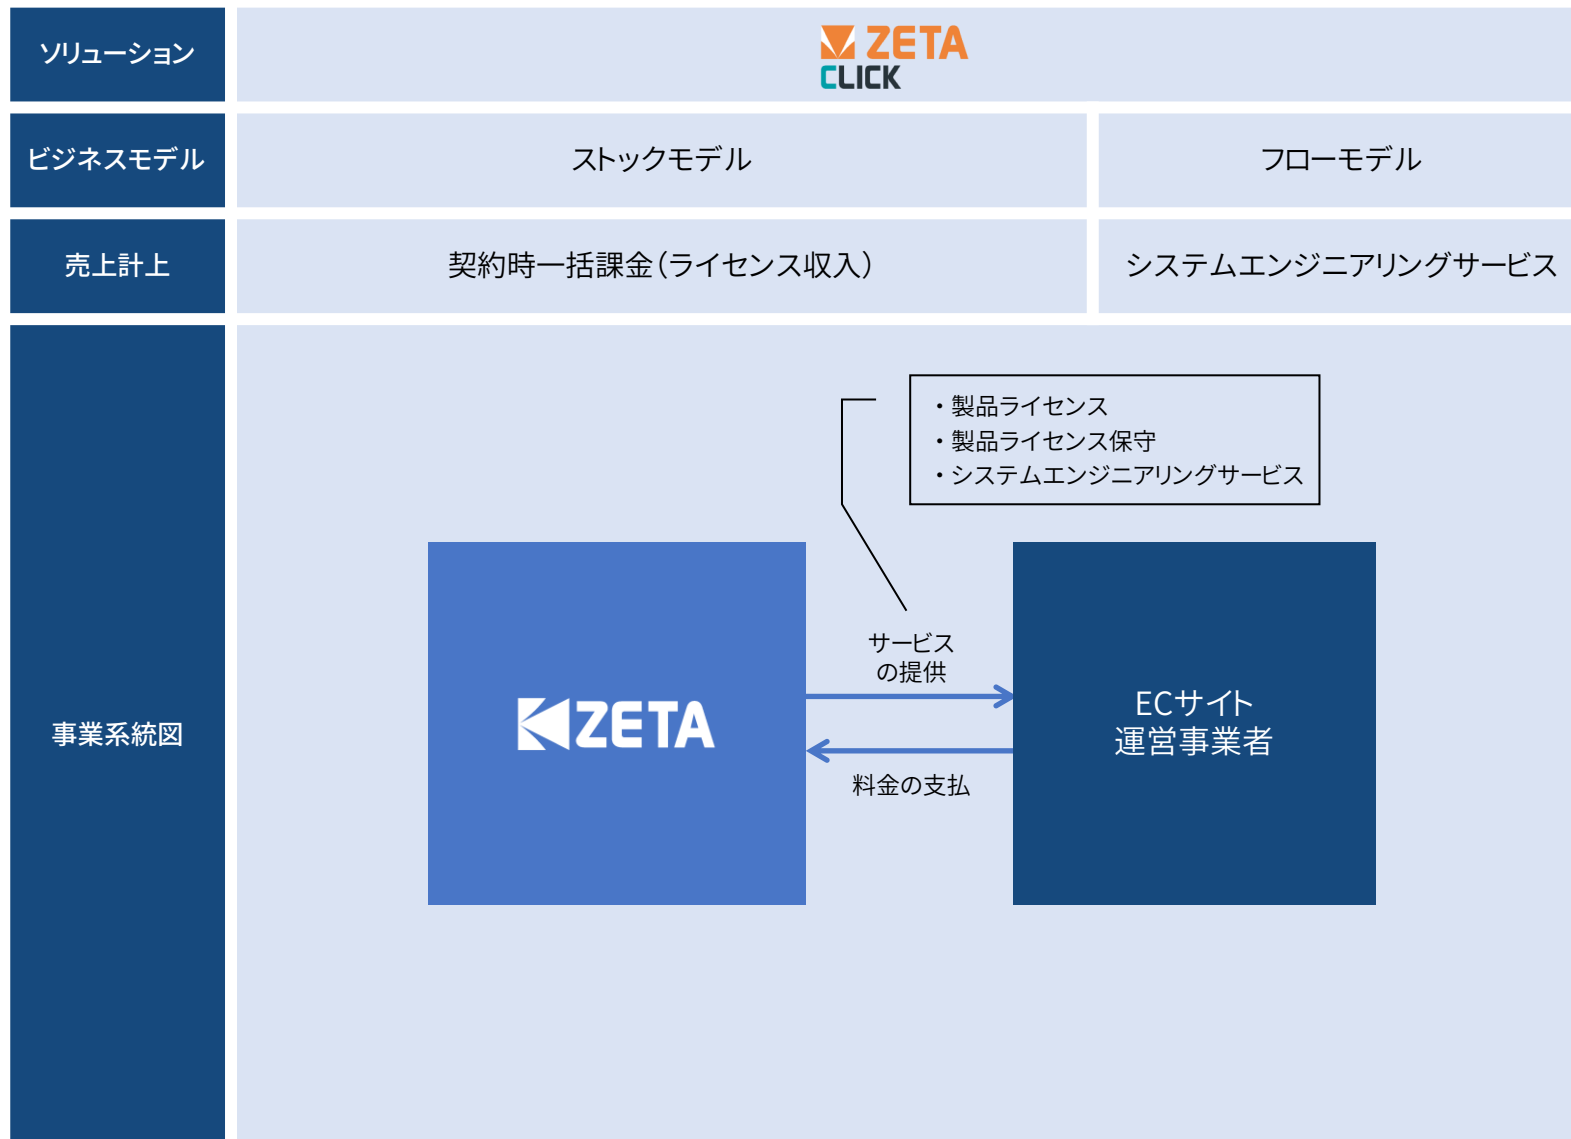 ソリューション
ZETA
CLICK
ビジネスモデル
ストックモデル
フローモデル
売上計上
契約時一括課金(ライセンス収入)
システムエンジニアリングサービス
事業系統図
・製品ライセンス
・製品ライセンス保守
・システムエンジニアリングサービス
サービス
の提供
ZETA
ECサイト
運営事業者
料金の支払